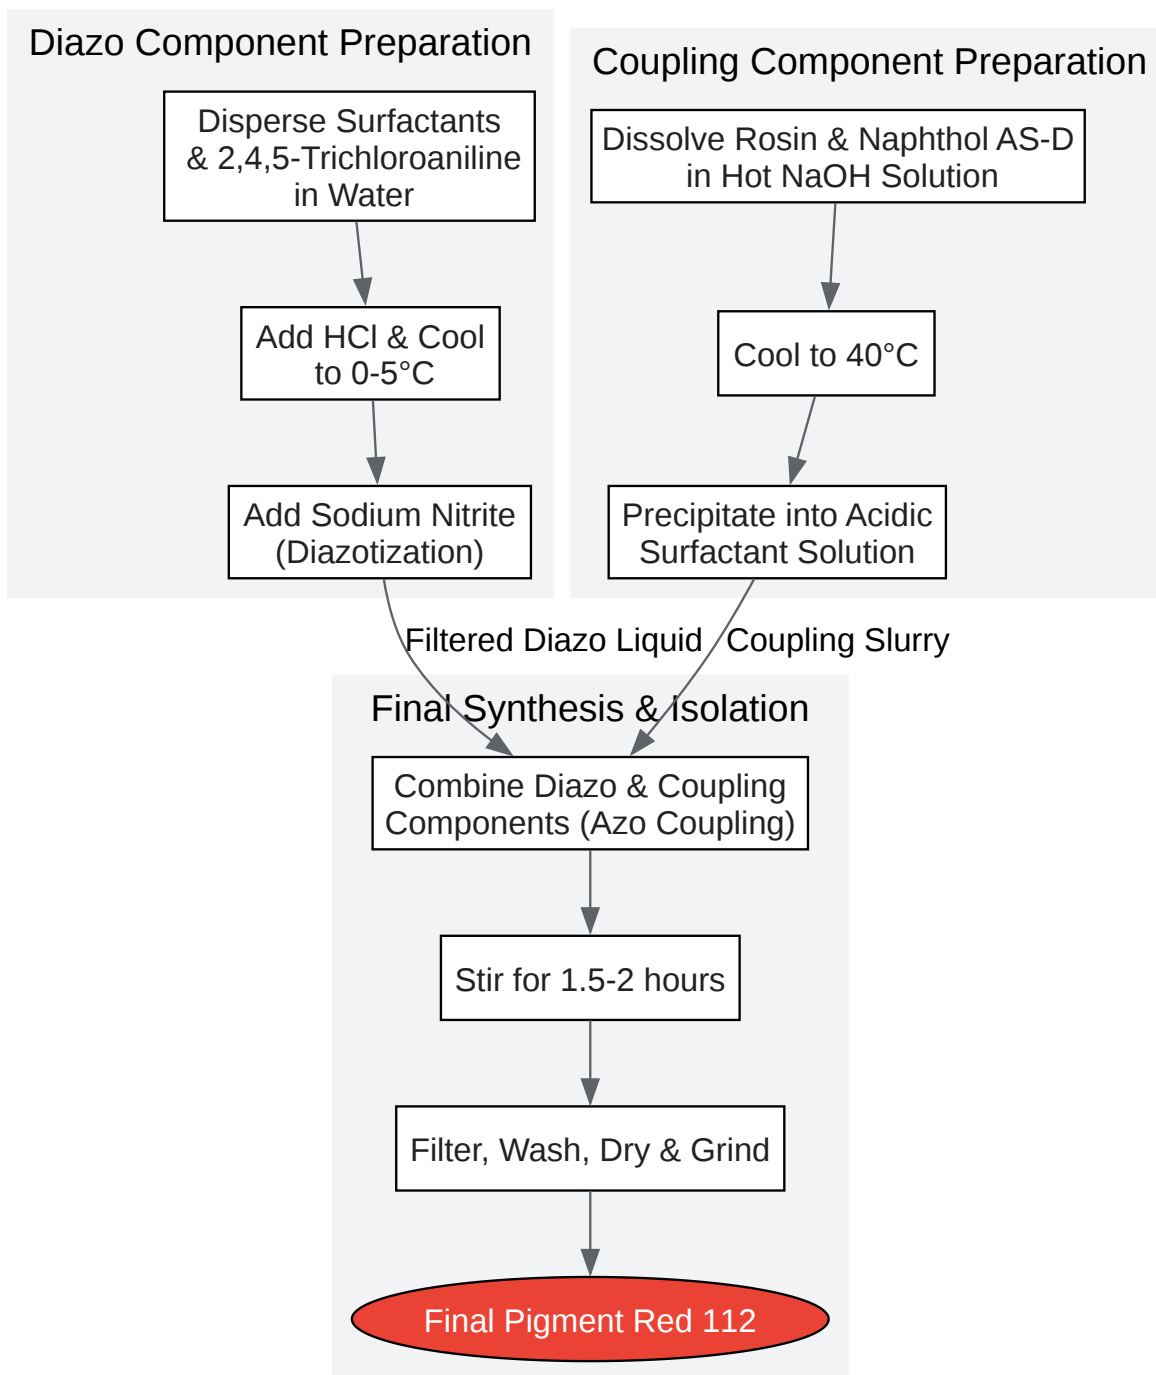 Diazo Component Preparation
Disperse Surfactants
& 2,4,5-Trichloroaniline
in Water
Add HCl & Cool
to 0-5°C
Add Sodium Nitrite
(Diazotization)
Coupling Component Preparation
Dissolve Rosin & Naphthol AS-D
in Hot NaOH Solution
Cool to 40°C
Precipitate into Acidic
Surfactant Solution
Filtered Diazo Liquid
Coupling Slurry
Final Synthesis & Isolation
Combine Diazo & Coupling
Components (Azo Coupling)
Stir for 1.5-2 hours
Filter, Wash, Dry & Grind
Final Pigment Red 112